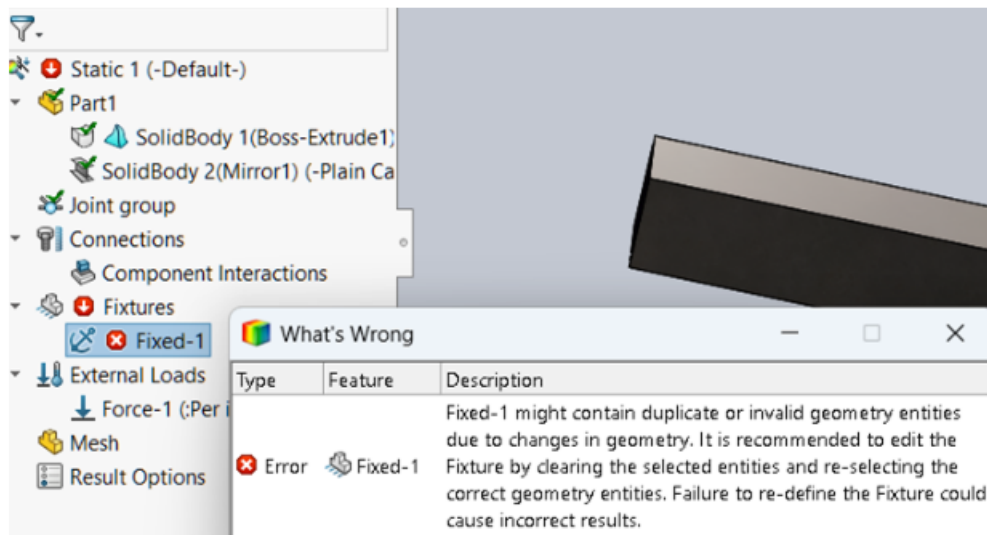 Static 1 (-Default-)
Part1
SolidBody 1(Boss-Extrude1)
SolidBody 2(Mirror1) (-Plain Ca
Joint group
Connections
Component Interactions
Fixtures
Fixed-1
External Loads
Force-1 (:Per i
Mesh
Result Options
What's Wrong
Type Feature Description
Error Fixed-1 Fixed-1 might contain duplicate or invalid geometry entities
due to changes in geometry. It is recommended to edit the
Fixture by clearing the selected entities and re-selecting the
correct geometry entities. Failure to re-define the Fixture could
cause incorrect results.